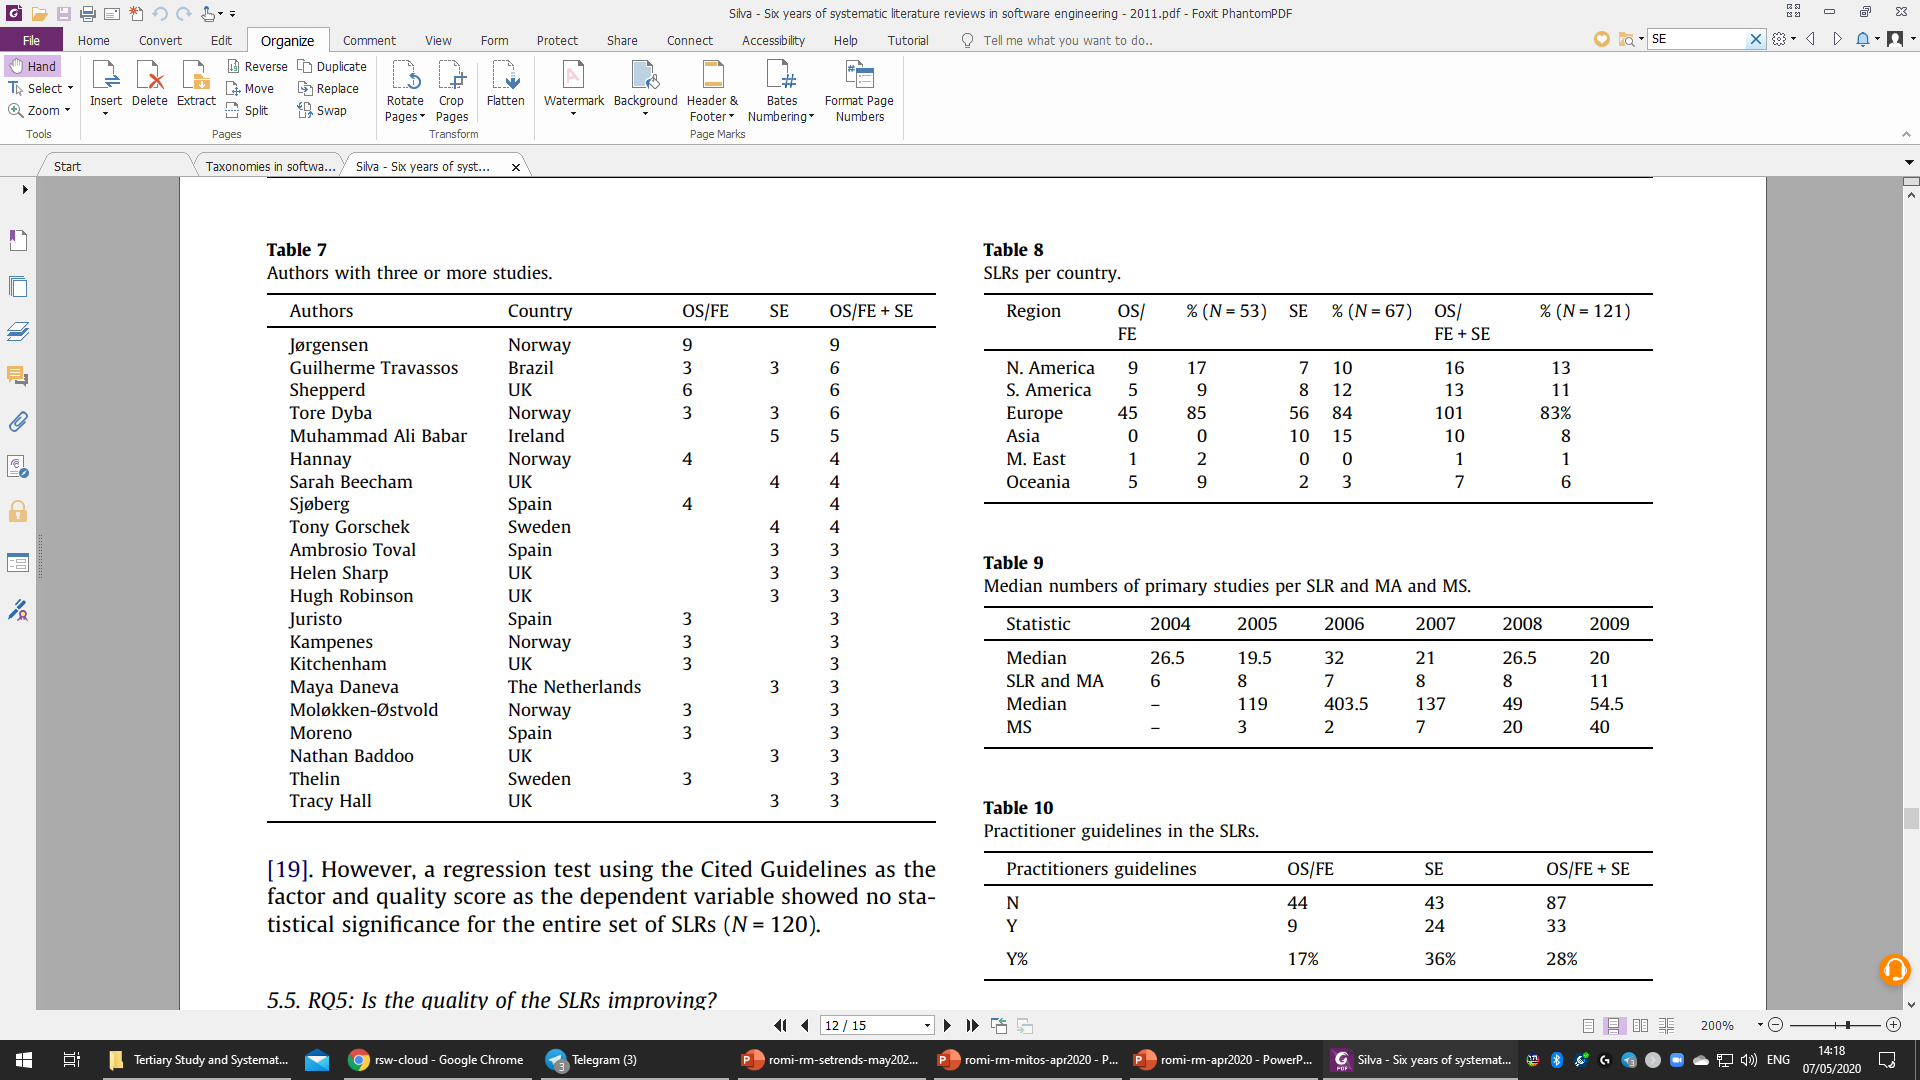 Silva - Six years of systematic literature reviews in software engineering - 2011.pdf - Foxit PhantomPDF
File Home Convert Edit Organize Comment View Form Protect Share Connect Accessibility Help Tutorial Tell me what you want to do.. SE
Hand
Select
Zoom
Tools
Insert
Delete
Extract
Reverse
Move
Split
Duplicate
Replace
Swap
Pages
Rotate Pages
Crop Pages
Flatten
Transform
Watermark
Background
Header & Footer
Bates Numbering
Format Page Numbers
Page Marks
Start
Taxonomies in softwa...
Silva - Six years of syst...
Table 7
Authors with three or more studies.
Authors Country OS/FE SE OS/FE + SE
Jørgensen Norway 9 9
Guilherme Travassos Brazil 3 3 6
Shepperd UK 6 6
Tore Dyba Norway 3 3 6
Muhammad Ali Babar Ireland 5 5
Hannay Norway 4 4
Sarah Beecham UK 4 4
Sjøberg Spain 4 4
Tony Gorschek Sweden 4 4
Ambrosio Toval Spain 3 3
Helen Sharp UK 3 3
Hugh Robinson UK 3 3
Juristo Spain 3 3
Kampenes Norway 3 3
Kitchenham UK 3 3
Maya Daneva The Netherlands 3 3
Moløkken-Østvold Norway 3 3
Moreno Spain 3 3
Nathan Baddoo UK 3 3
Thelin Sweden 3 3
Tracy Hall UK 3 3
[19]. However, a regression test using the Cited Guidelines as the
factor and quality score as the dependent variable showed no sta-
tistical significance for the entire set of SLRs (N = 120).
5.5. RQ5: Is the quality of the SLRs improving?
Table 8
SLRs per country.
Region OS/ % (N = 53) SE % (N = 67) OS/ % (N = 121)
FE FE + SE
N. America 9 17 7 10 16 13
S. America 5 9 8 12 13 11
Europe 45 85 56 84 101 83%
Asia 0 0 10 15 10 8
M. East 1 2 0 0 1 1
Oceania 5 9 2 3 7 6
Table 9
Median numbers of primary studies per SLR and MA and MS.
Statistic 2004 2005 2006 2007 2008 2009
Median 26.5 19.5 32 21 26.5 20
SLR and MA 6 8 7 8 8 11
Median – 119 403.5 137 49 54.5
MS – 3 2 7 20 40
Table 10
Practitioner guidelines in the SLRs.
Practitioners guidelines OS/FE SE OS/FE + SE
N 44 43 87
Y 9 24 33
Y% 17% 36% 28%
12 / 15
200%
Tertiary Study and Systemat...
rsw-cloud - Google Chrome
Telegram (3)
romi-rm-setrends-may202...
romi-rm-mitos-apr2020 - P...
romi-rm-apr2020 - PowerP...
Silva - Six years of systemat...
ENG
14:18
07/05/2020